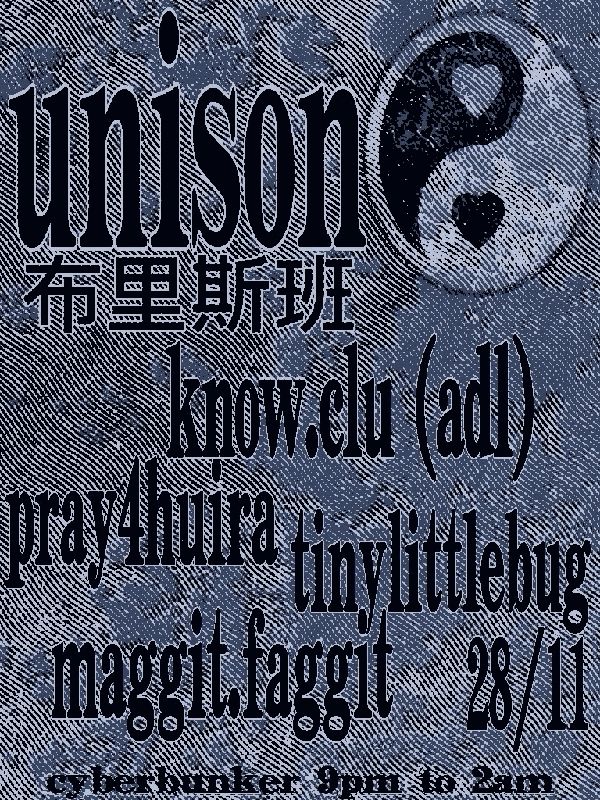 unison
布里斯班
know.clu (adl)
pray4huira
tinylittlebug
maggit.faggit
28/11
cyberbunker 9pm to 2am